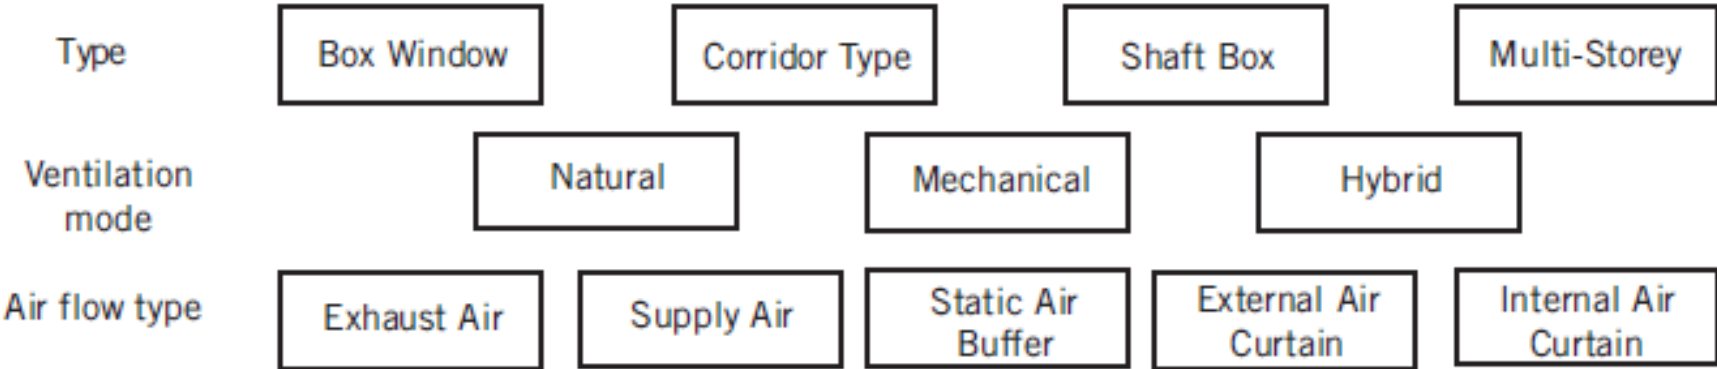 Type
Box Window
Corridor Type
Shaft Box
Multi-Storey
Ventilation
mode
Natural
Mechanical
Hybrid
Air flow type
Exhaust Air
Supply Air
Static Air
Buffer
External Air
Curtain
Internal Air
Curtain